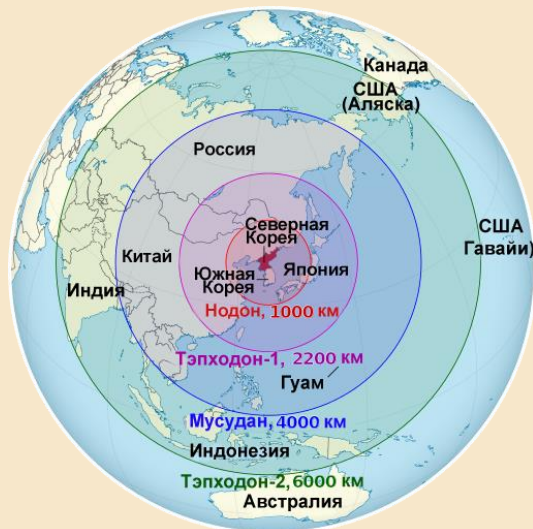 Канада
США
(Аляска)
Россия
Северная
Корея
США
Гавайи)
Китай
Япония
Южная
Корея
Индия
Нодон, 1000 км
Тэпходон-1, 2200 км
Гуам
Мусудан, 4000 км
Индонезия
Тэпходон-2, 6000 км
Австралия